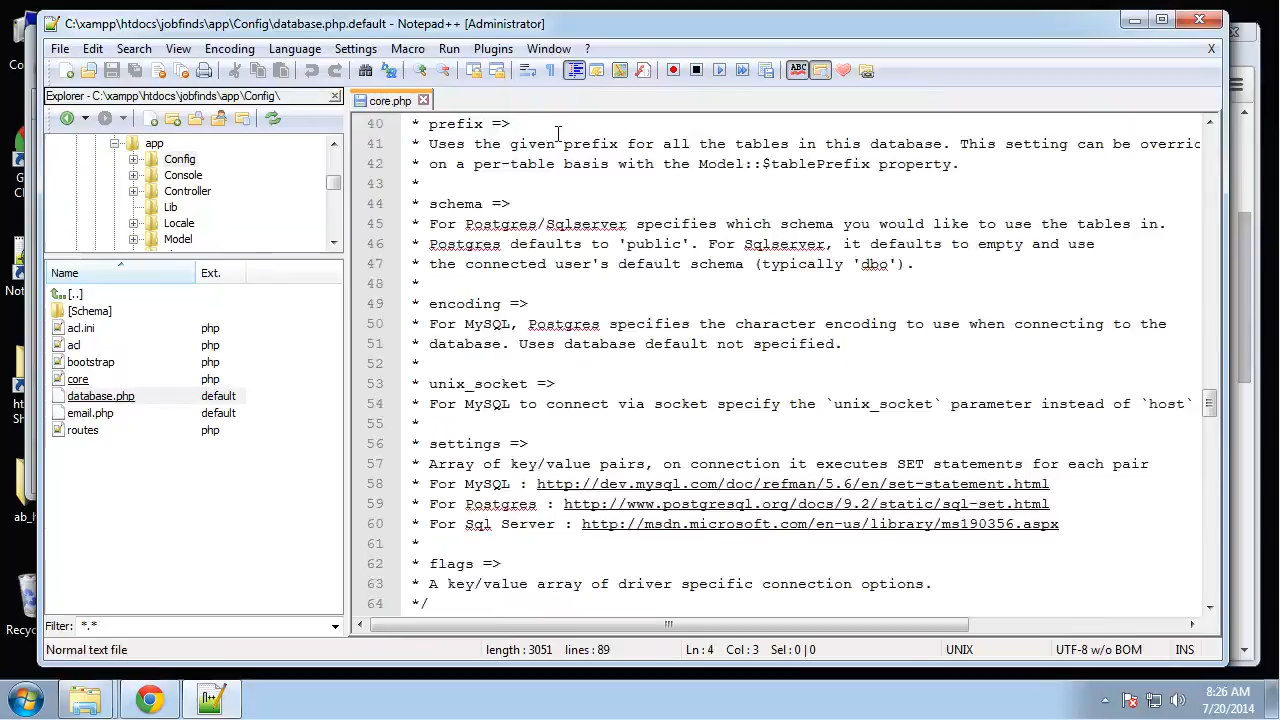 C:\xampp\htdocs\jobfinds\app\Config\database.php.default - Notepad++ [Administrator]
File Edit Search View Encoding Language Settings Macro Run Plugins Window ? X
Explorer - C:\xampp\htdocs\jobfinds\app\Config\
core.php
app
Config
Console
Controller
Lib
Locale
Model
Name Ext.
[..]
[Schema]
acl.ini php
acl php
bootstrap php
core php
database.php default
email.php default
routes php
Filter: *.*
40 * prefix =>
41 * Uses the given prefix for all the tables in this database. This setting can be overric
42 * on a per-table basis with the Model::$tablePrefix property.
43 *
44 * schema =>
45 * For Postgres/Sqlserver specifies which schema you would like to use the tables in.
46 * Postgres defaults to 'public'. For Sqlserver, it defaults to empty and use
47 * the connected user's default schema (typically 'dbo').
48 *
49 * encoding =>
50 * For MySQL, Postgres specifies the character encoding to use when connecting to the
51 * database. Uses database default not specified.
52 *
53 * unix_socket =>
54 * For MySQL to connect via socket specify the `unix_socket` parameter instead of `host`
55 *
56 * settings =>
57 * Array of key/value pairs, on connection it executes SET statements for each pair
58 * For MySQL : http://dev.mysql.com/doc/refman/5.6/en/set-statement.html
59 * For Postgres : http://www.postgresql.org/docs/9.2/static/sql-set.html
60 * For Sql Server : http://msdn.microsoft.com/en-us/library/ms190356.aspx
61 *
62 * flags =>
63 * A key/value array of driver specific connection options.
64 */
Normal text file length : 3051 lines : 89 Ln : 4 Col : 3 Sel : 0 | 0 UNIX UTF-8 w/o BOM INS
8:26 AM
7/20/2014